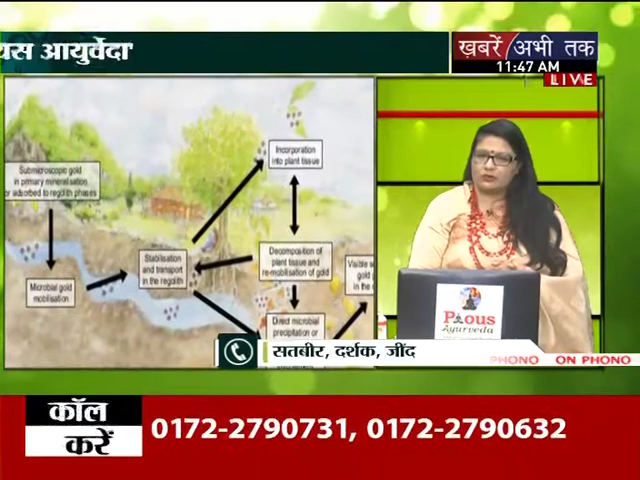 यस आयुर्वेदा'
ख़बरें अभी तक
11:47 AM
LIVE
Submicroscopic gold
in primary mineralisation
or adsorbed to regolith phases
Incorporation
into plant tissue
Stabilisation
and transport
in the regolith
Decomposition of
plant tissue and
re-mobilisation of gold
Microbial gold
mobilisation
Visible
gold
in the
Direct microbial
precipitation or
Pious
Ayurveda
सतबीर, दर्शक, जींद
PHONO ON PHONO
कॉल
करें
0172-2790731, 0172-2790632